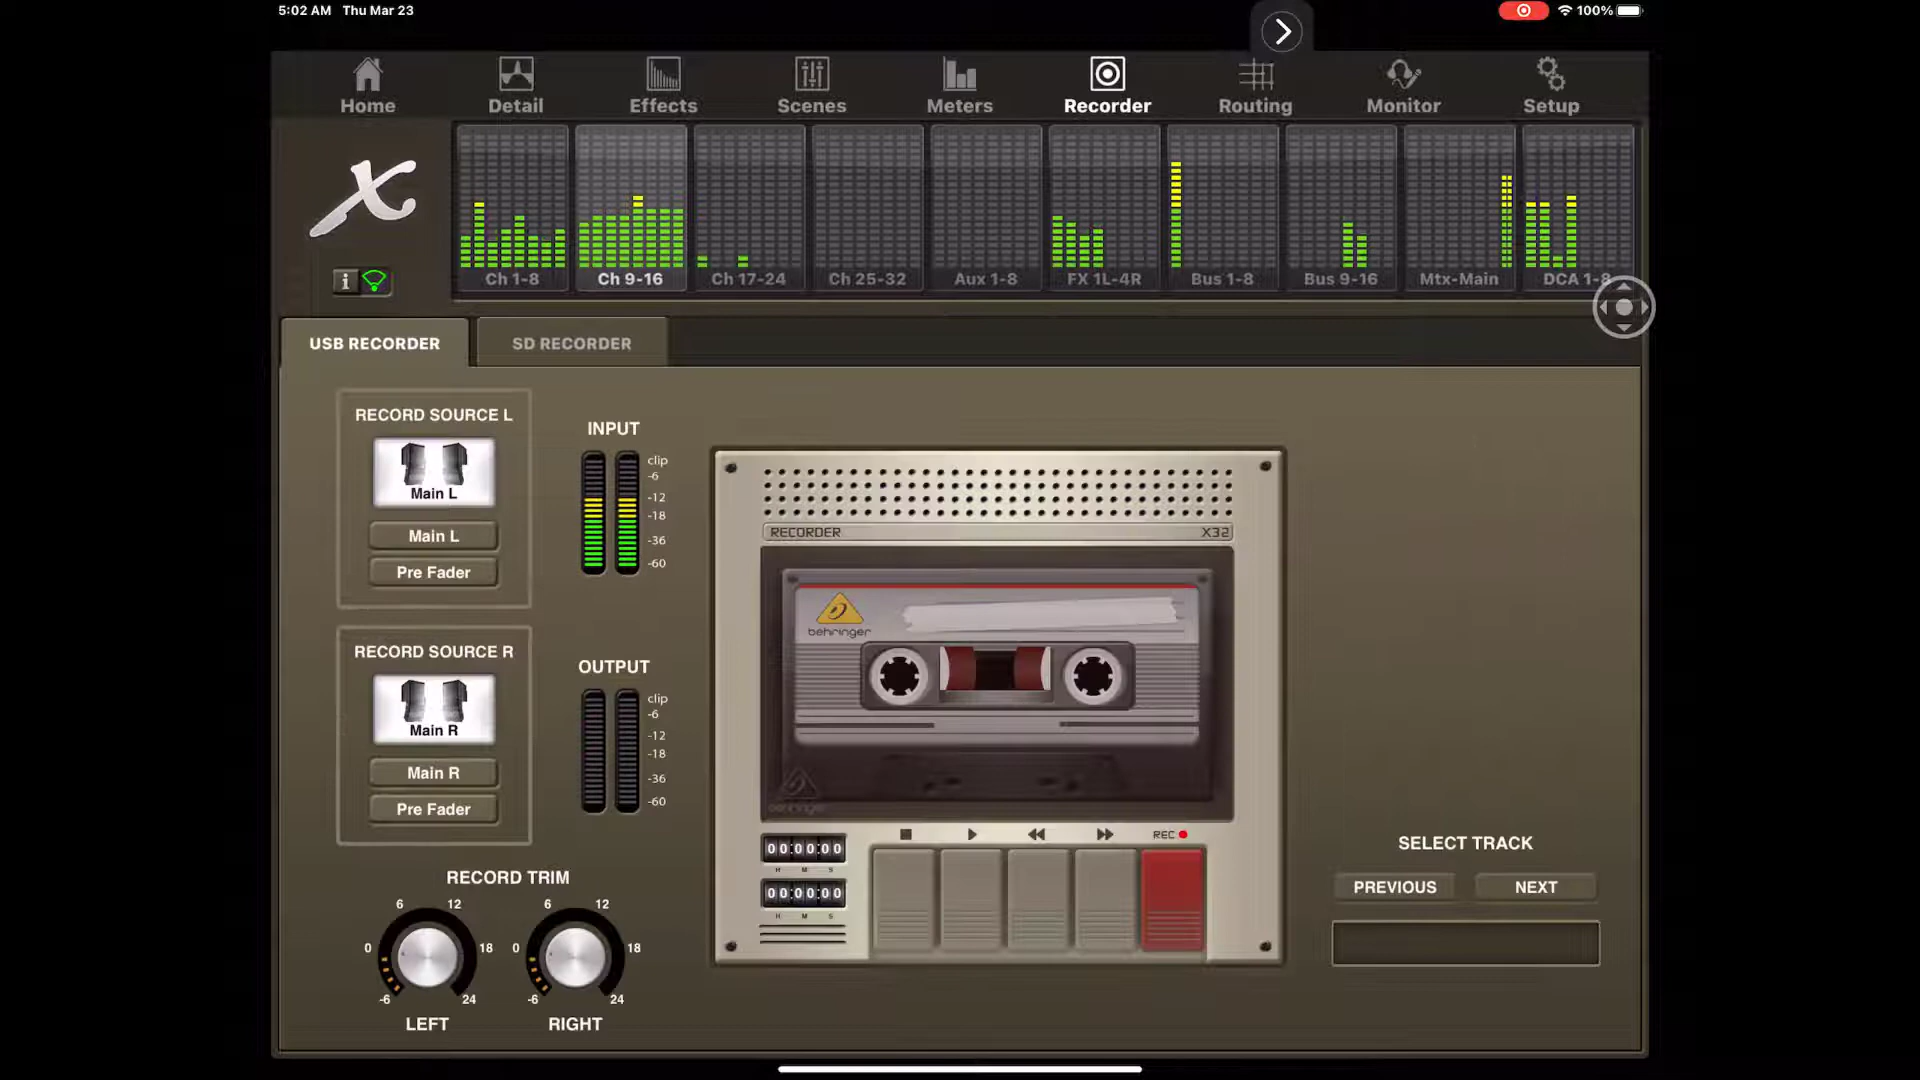 5:02 AM Thu Mar 23
100%
Home Detail Effects Scenes Meters Recorder Routing Monitor Setup
i
Ch 1-8 Ch 9-16 Ch 17-24 Ch 25-32 Aux 1-8 FX 1L-4R Bus 1-8 Bus 9-16 Mtx-Main DCA 1-8
USB RECORDER SD RECORDER
RECORD SOURCE L
Main L
Main L
Pre Fader
RECORD SOURCE R
Main R
Main R
Pre Fader
INPUT
clip
-6
-12
-18
-36
-60
OUTPUT
clip
-6
-12
-18
-36
-60
RECORD TRIM
6 12
0 18
-6 24
LEFT
6 12
0 18
-6 24
RIGHT
RECORDER X32
behringer
behringer
REC
00:00:00
H M S
00:00:00
H M S
SELECT TRACK
PREVIOUS NEXT